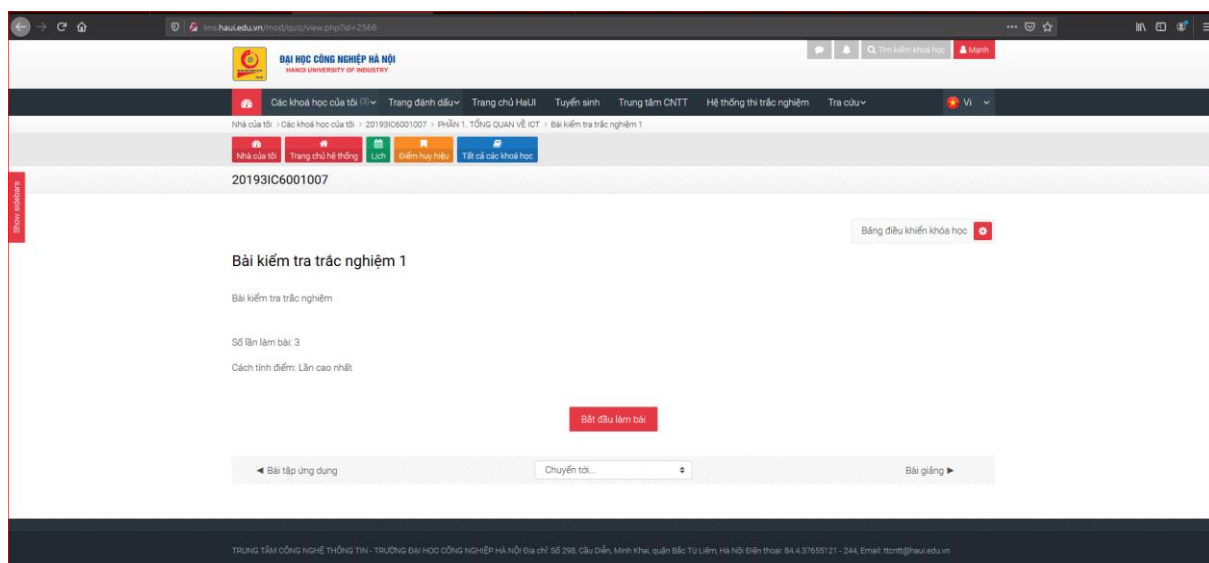 lms.haui.edu.vn/mod/quiz/view.php?id=2566
ĐẠI HỌC CÔNG NGHIỆP HÀ NỘI
HANOI UNIVERSITY OF INDUSTRY
Tìm kiếm khoá học
Mạnh
Các khoá học của tôi (3) Trang đánh dấu Trang chủ HaUI Tuyển sinh Trung tâm CNTT Hệ thống thi trắc nghiệm Tra cứu Vi
Nhà của tôi > Các khoá học của tôi > 20193IC6001007 > PHẦN 1. TỔNG QUAN VỀ ICT > Bài kiểm tra trắc nghiệm 1
Nhà của tôi Trang chủ hệ thống Lịch Điểm huy hiệu Tất cả các khoá học
20193IC6001007
Show sidebars
Bảng điều khiển khóa học
Bài kiểm tra trắc nghiệm 1
Bài kiểm tra trắc nghiệm
Số lần làm bài: 3
Cách tính điểm: Lần cao nhất
Bắt đầu làm bài
◄ Bài tập ứng dụng
Chuyển tới...
Bài giảng ►
TRUNG TÂM CÔNG NGHỆ THÔNG TIN - TRƯỜNG ĐẠI HỌC CÔNG NGHIỆP HÀ NỘI Địa chỉ: Số 298, Cầu Diễn, Minh Khai, quận Bắc Từ Liêm, Hà Nội Điện thoại: 84.4.37655121 - 244, Email: ttcntt@haui.edu.vn